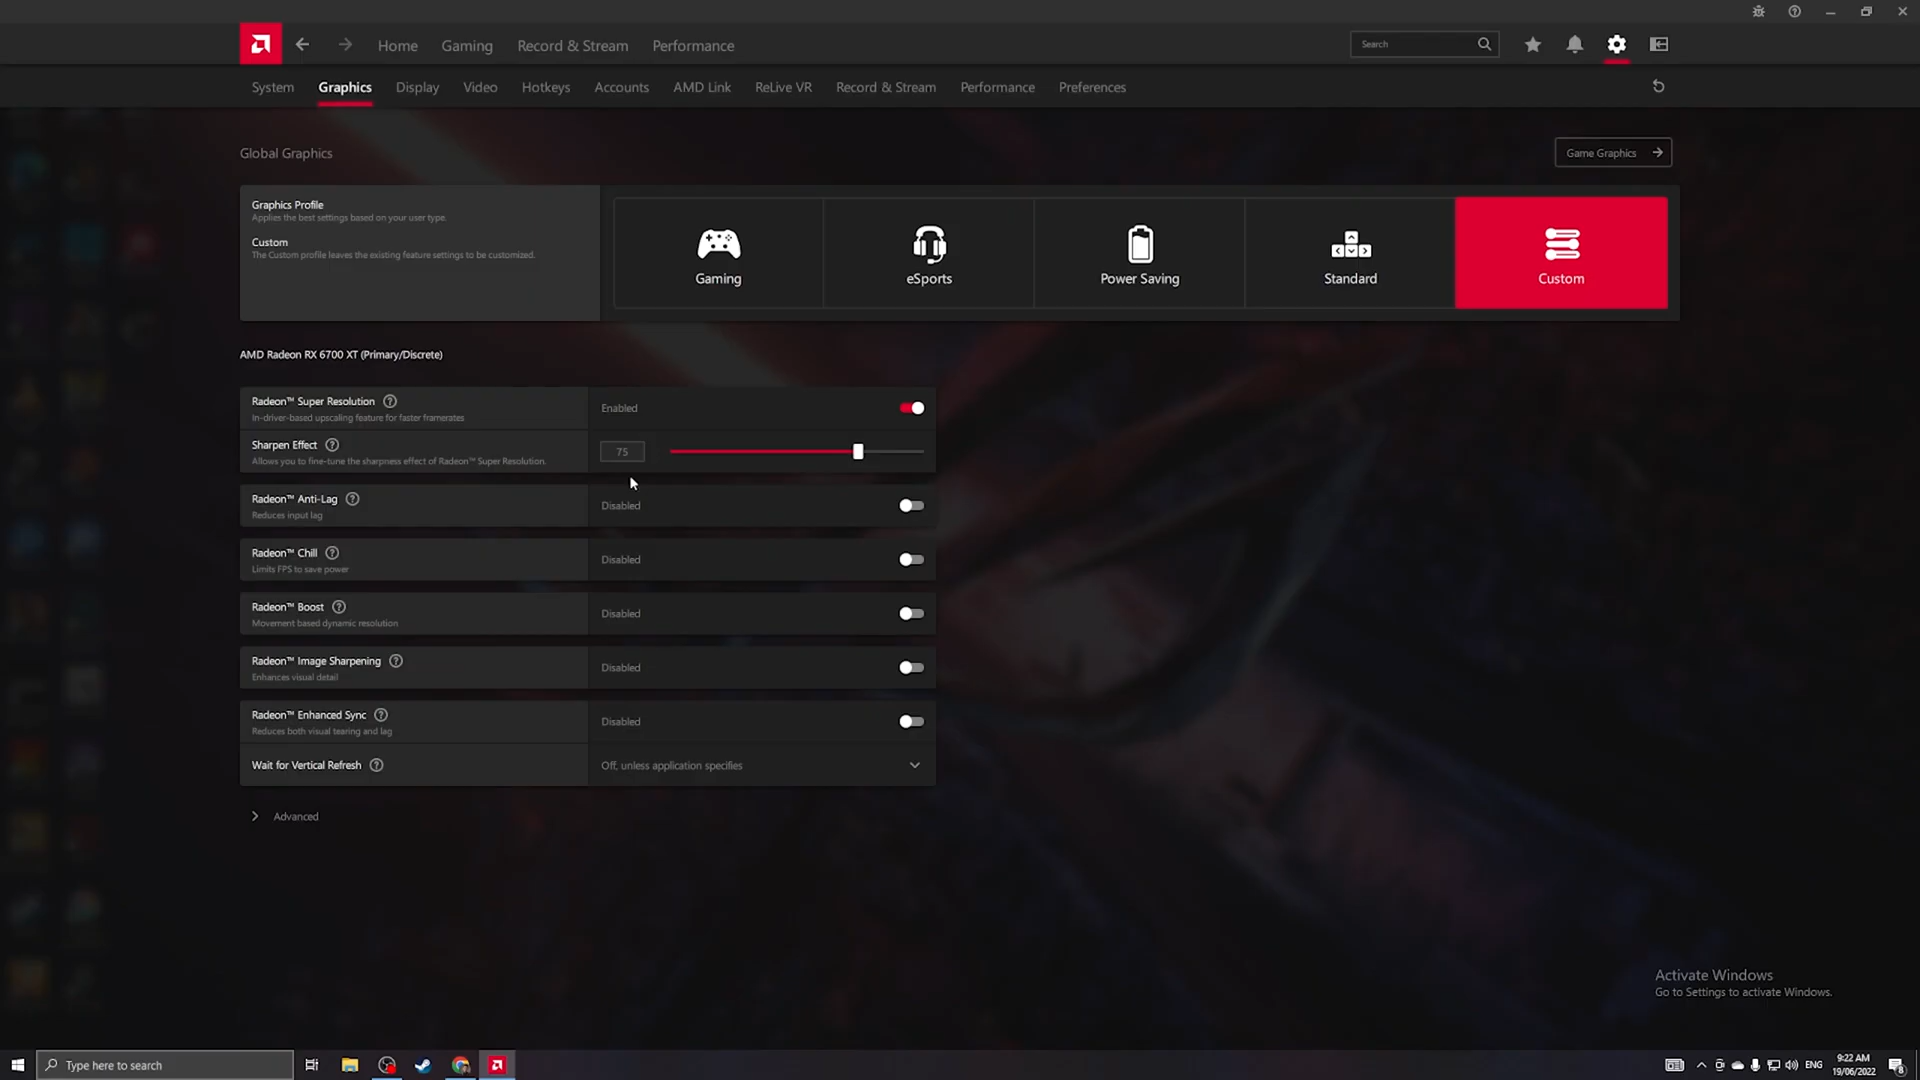 Home Gaming Record & Stream Performance Search
System Graphics Display Video Hotkeys Accounts AMD Link ReLive VR Record & Stream Performance Preferences
Global Graphics Game Graphics
Graphics Profile
Applies the best settings based on your user type.
Custom
The Custom profile leaves the existing feature settings to be customized.
Gaming eSports Power Saving Standard Custom
AMD Radeon RX 6700 XT (Primary/Discrete)
Radeon™ Super Resolution Enabled
In-driver-based upscaling feature for faster framerates
Sharpen Effect 75
Allows you to fine-tune the sharpness effect of Radeon™ Super Resolution.
Radeon™ Anti-Lag Disabled
Reduces input lag
Radeon™ Chill Disabled
Limits FPS to save power
Radeon™ Boost Disabled
Movement based dynamic resolution
Radeon™ Image Sharpening Disabled
Enhances visual detail
Radeon™ Enhanced Sync Disabled
Reduces both visual tearing and lag
Wait for Vertical Refresh Off, unless application specifies
Advanced
Activate Windows
Go to Settings to activate Windows.
Type here to search ENG 9:22 AM
19/06/2022 8